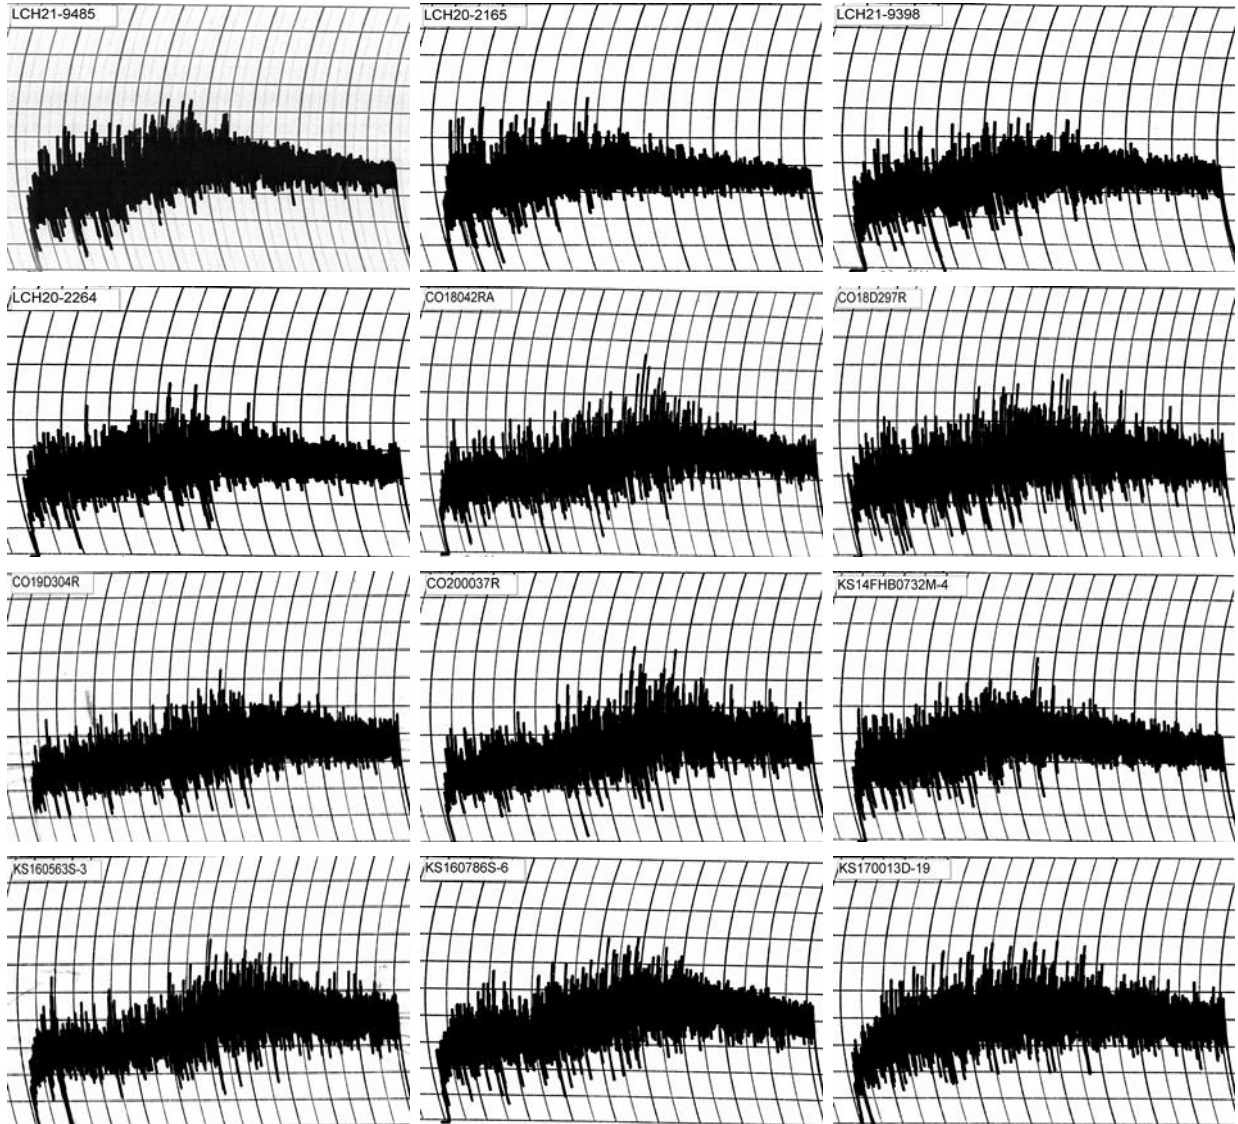 LCH21-9485
LCH20-2165
LCH21-9398
LCH20-2264
CO18042RA
CO18D297R
CO19D304R
CO200037R
KS14FHB0732M-4
KS160563S-3
KS160786S-6
KS170013D-19